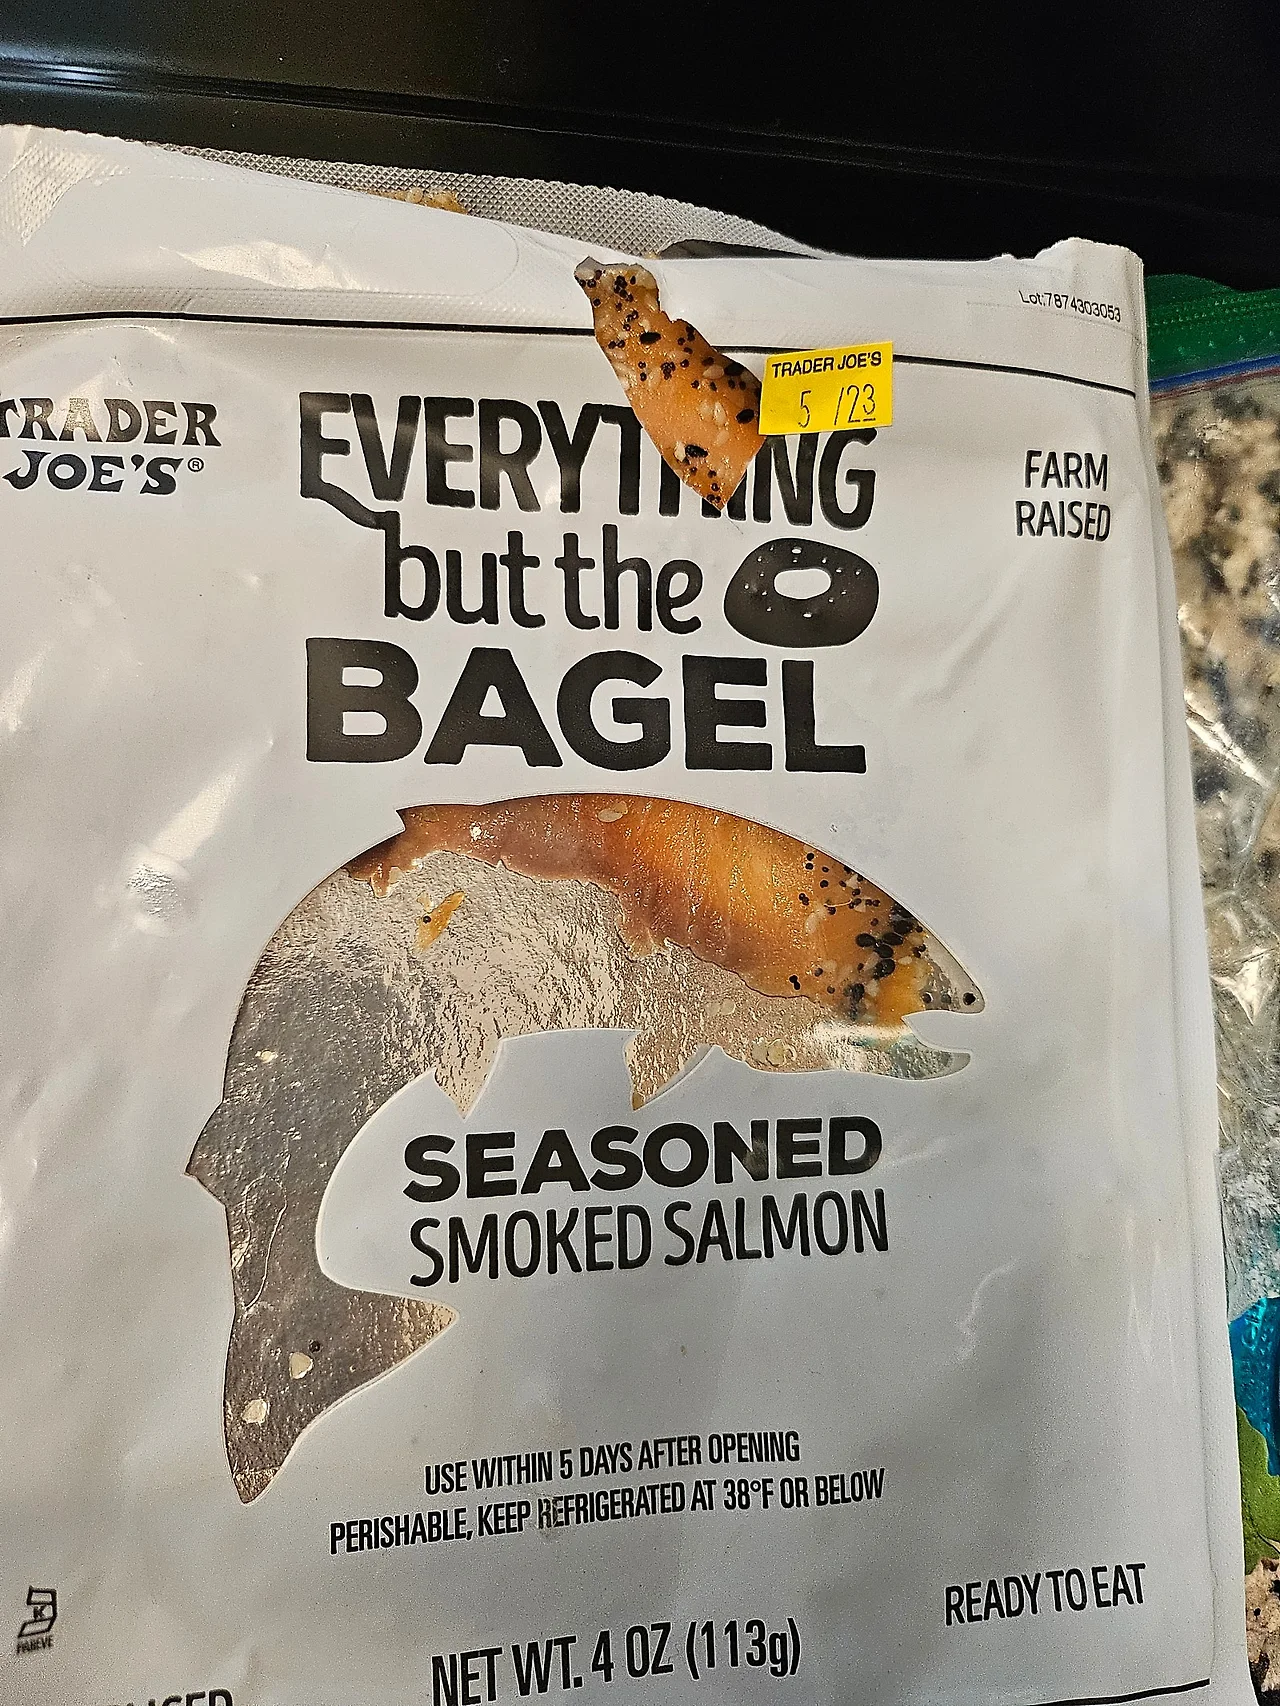 Lot:7874303053
TRADER JOE'S
5 /23
TRADER
JOE'S®
EVERYTHING
but the
BAGEL
FARM
RAISED
SEASONED
SMOKED SALMON
USE WITHIN 5 DAYS AFTER OPENING
PERISHABLE, KEEP REFRIGERATED AT 38°F OR BELOW
K
READY TO EAT
NET WT. 4 OZ (113g)